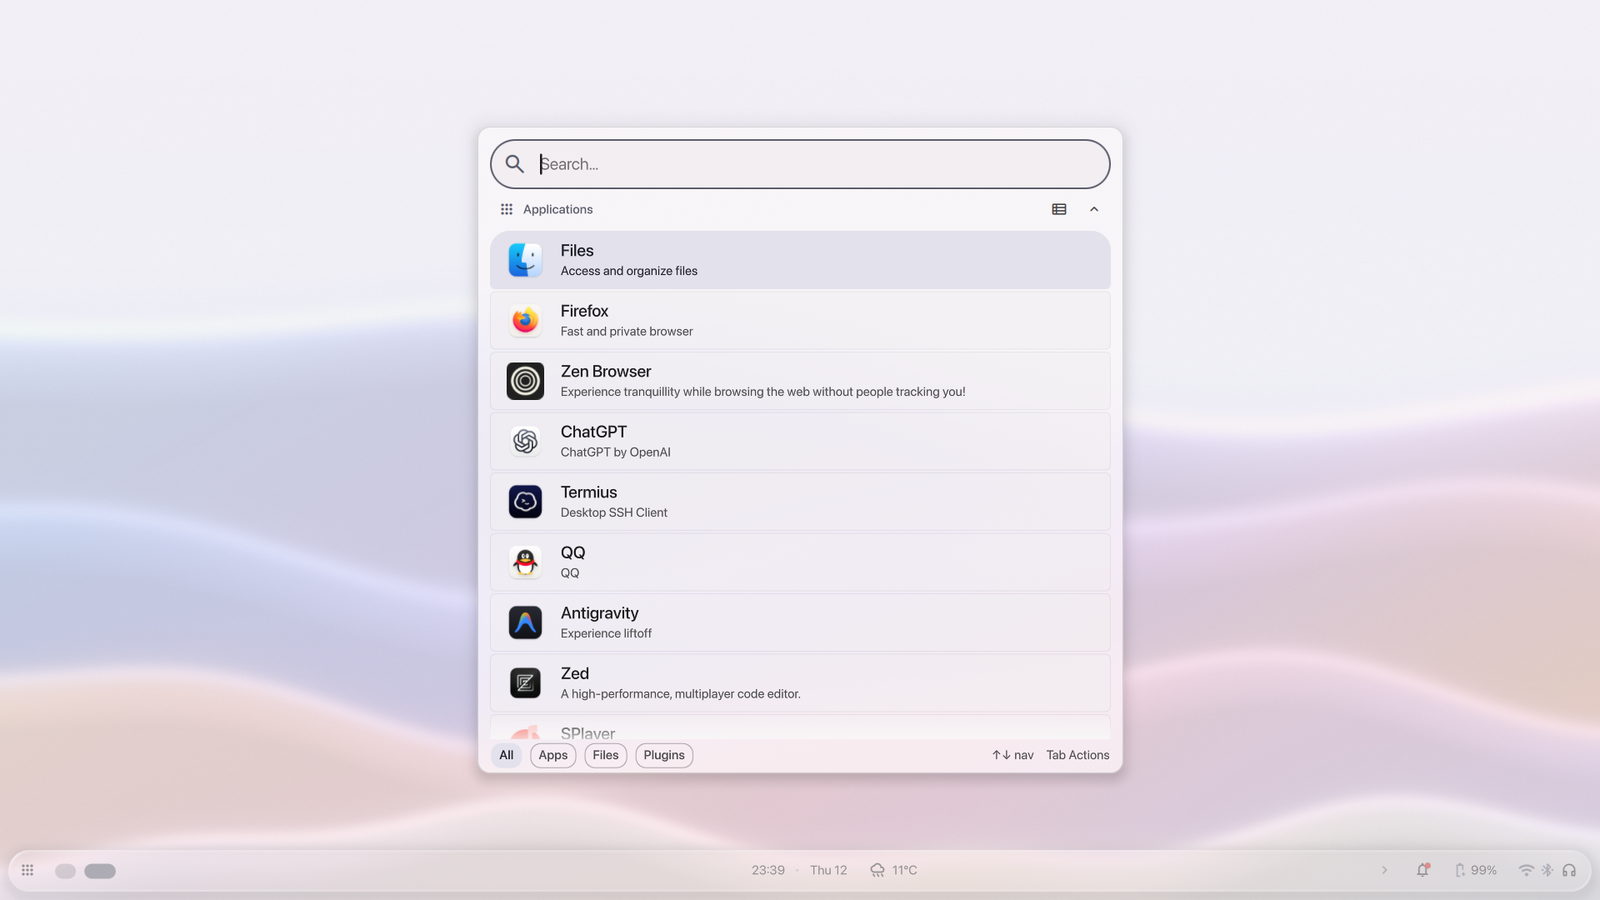 Search...
Applications
Files
Access and organize files
Firefox
Fast and private browser
Zen Browser
Experience tranquillity while browsing the web without people tracking you!
ChatGPT
ChatGPT by OpenAI
Termius
Desktop SSH Client
QQ
QQ
Antigravity
Experience liftoff
Zed
A high-performance, multiplayer code editor.
SPlayer
All Apps Files Plugins ↑↓ nav Tab Actions
23:39 · Thu 12 11°C 99%